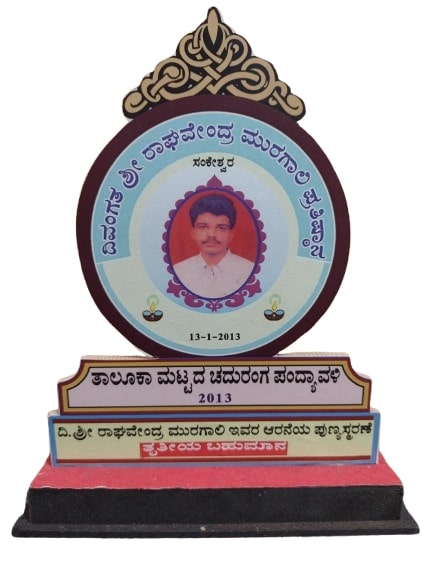 ದಿವಂಗತ ಶ್ರೀ ರಾಘವೇಂದ್ರ ಮುರಗಾಲಿ ಪ್ರತಿಷ್ಠಾನ
ಸಂಕೇಶ್ವರ
13-1-2013
ತಾಲೂಕಾ ಮಟ್ಟದ ಚದುರಂಗ ಪಂದ್ಯಾವಳಿ
2013
ದಿ. ಶ್ರೀ ರಾಘವೇಂದ್ರ ಮುರಗಾಲಿ ಇವರ ಆರನೆಯ ಪುಣ್ಯಸ್ಮರಣೆ
ತೃತೀಯ ಬಹುಮಾನ